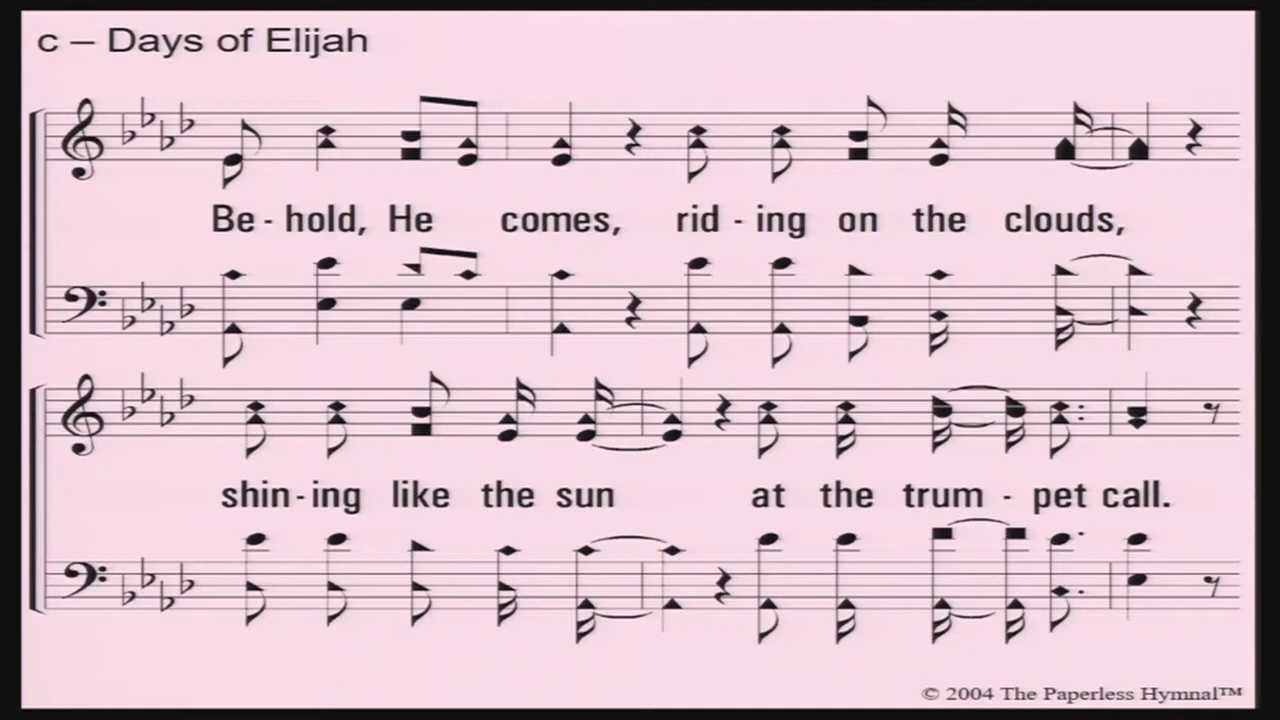 c – Days of Elijah
Be - hold, He comes, rid - ing on the clouds,
shin - ing like the sun at the trum - pet call.
© 2004 The Paperless Hymnal™